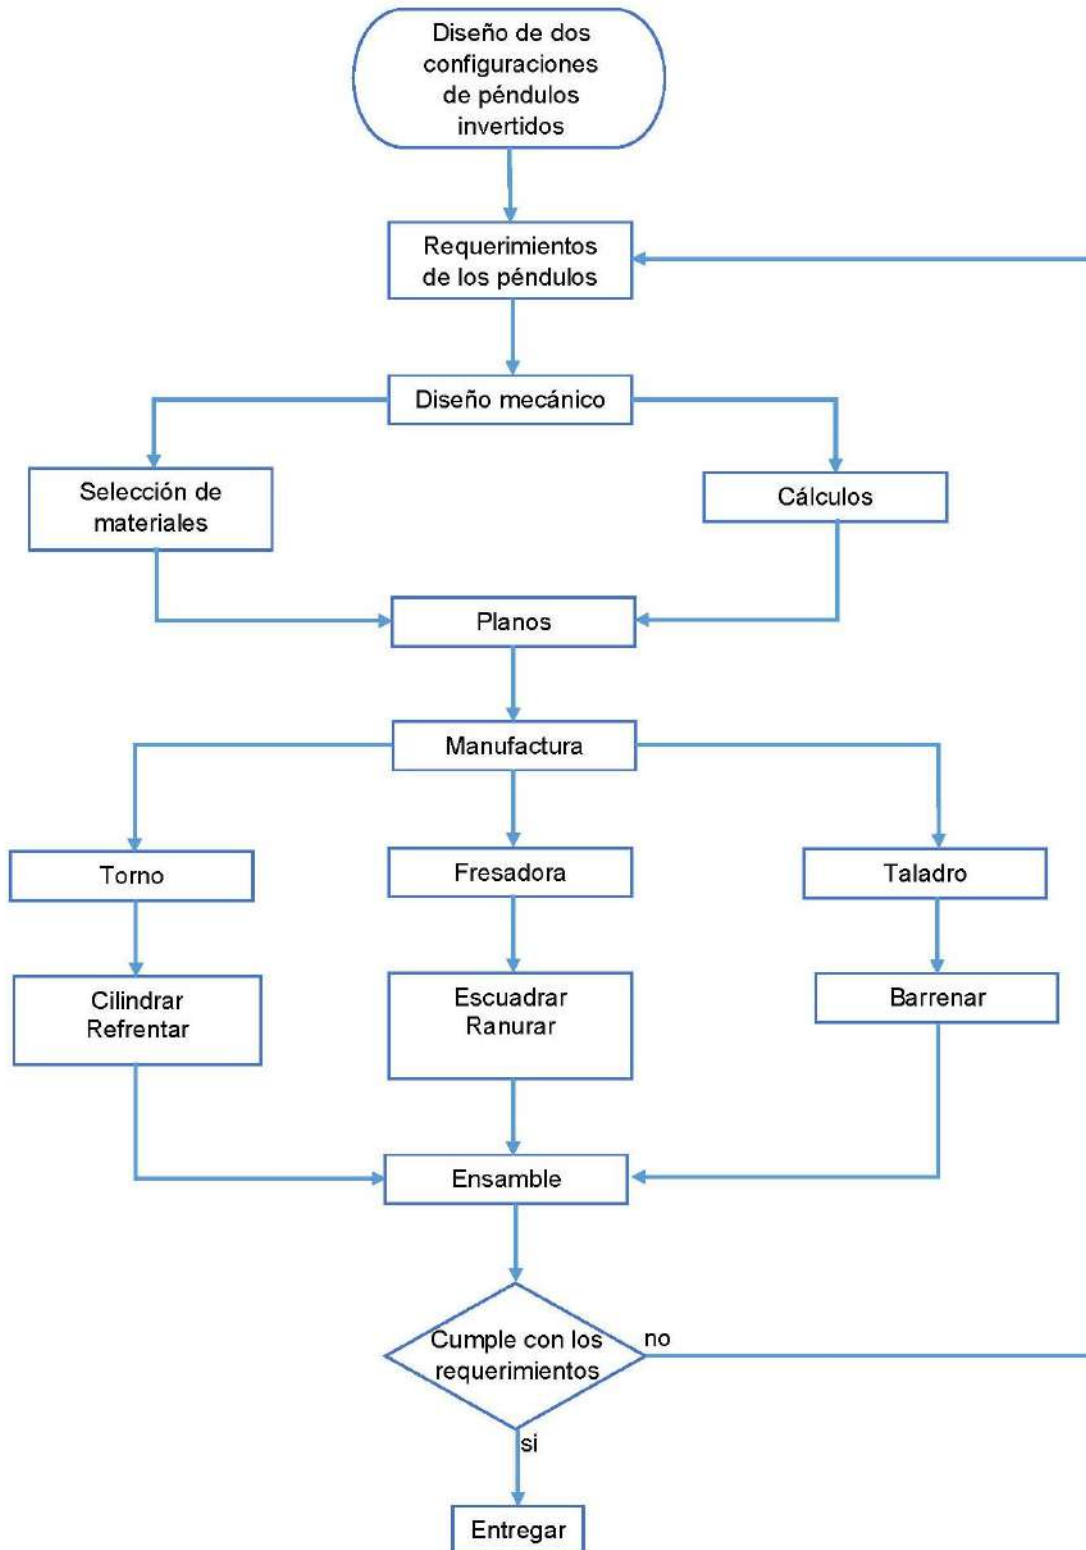 Diseño de dos
configuraciones
de péndulos
invertidos
Requerimientos
de los péndulos
Diseño mecánico
Selección de
materiales
Cálculos
Planos
Manufactura
Torno
Fresadora
Taladro
Cilindrar
Refrentar
Escuadrar
Ranurar
Barrenar
Ensamble
Cumple con los
requerimientos
no
si
Entregar